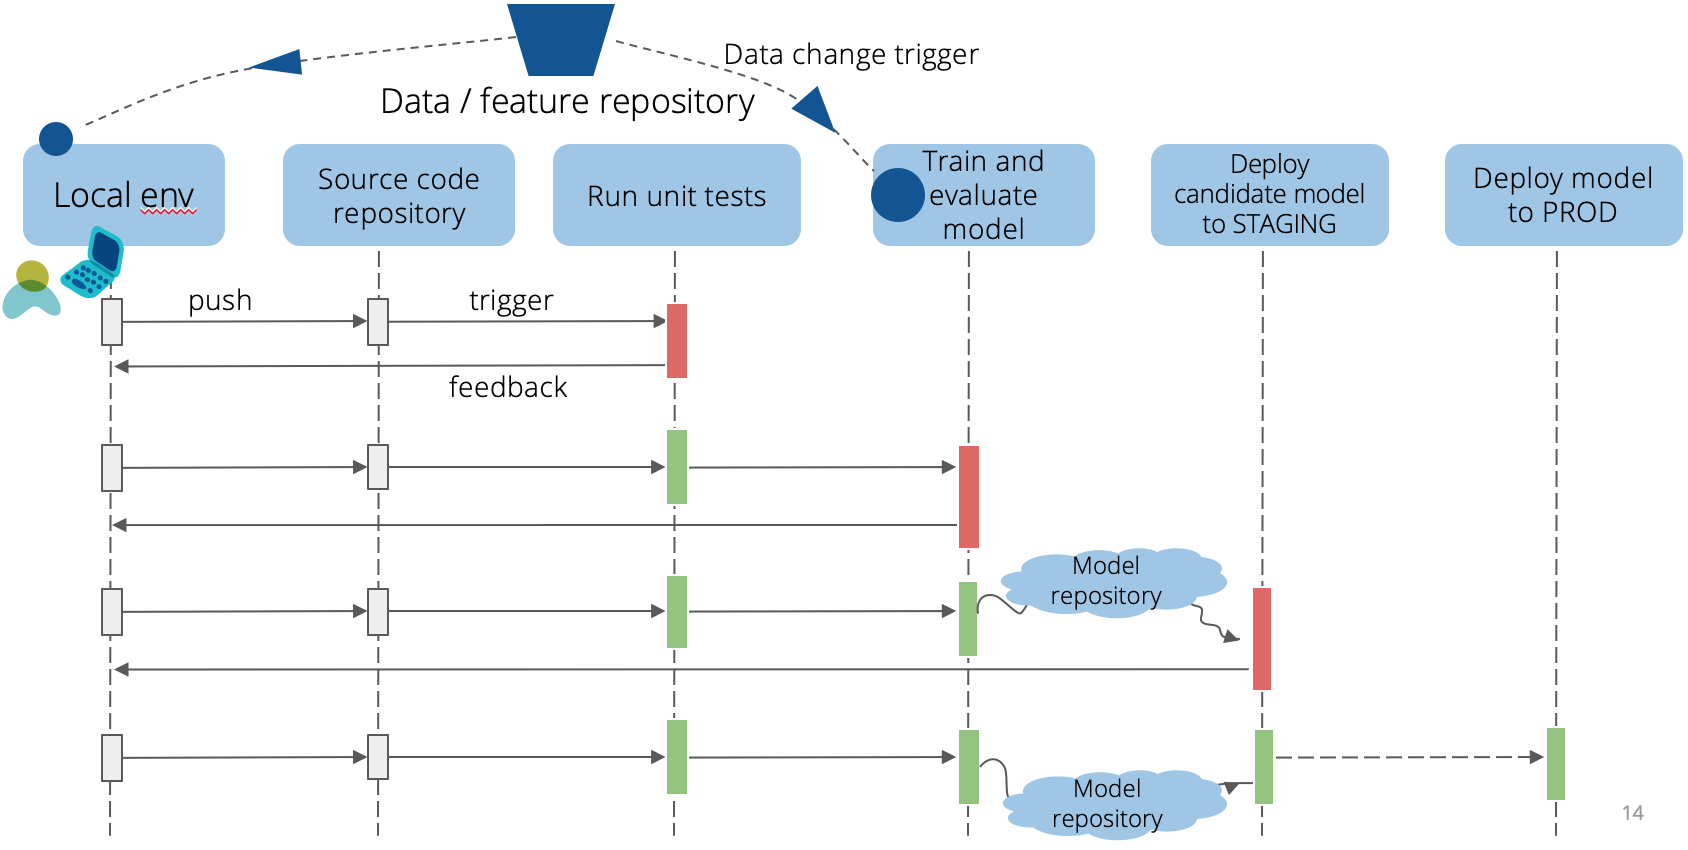 Data change trigger
Data / feature repository
Local env
Source code
repository
Run unit tests
Train and
evaluate
model
Deploy
candidate model
to STAGING
Deploy model
to PROD
push
trigger
feedback
Model
repository
Model
repository
14